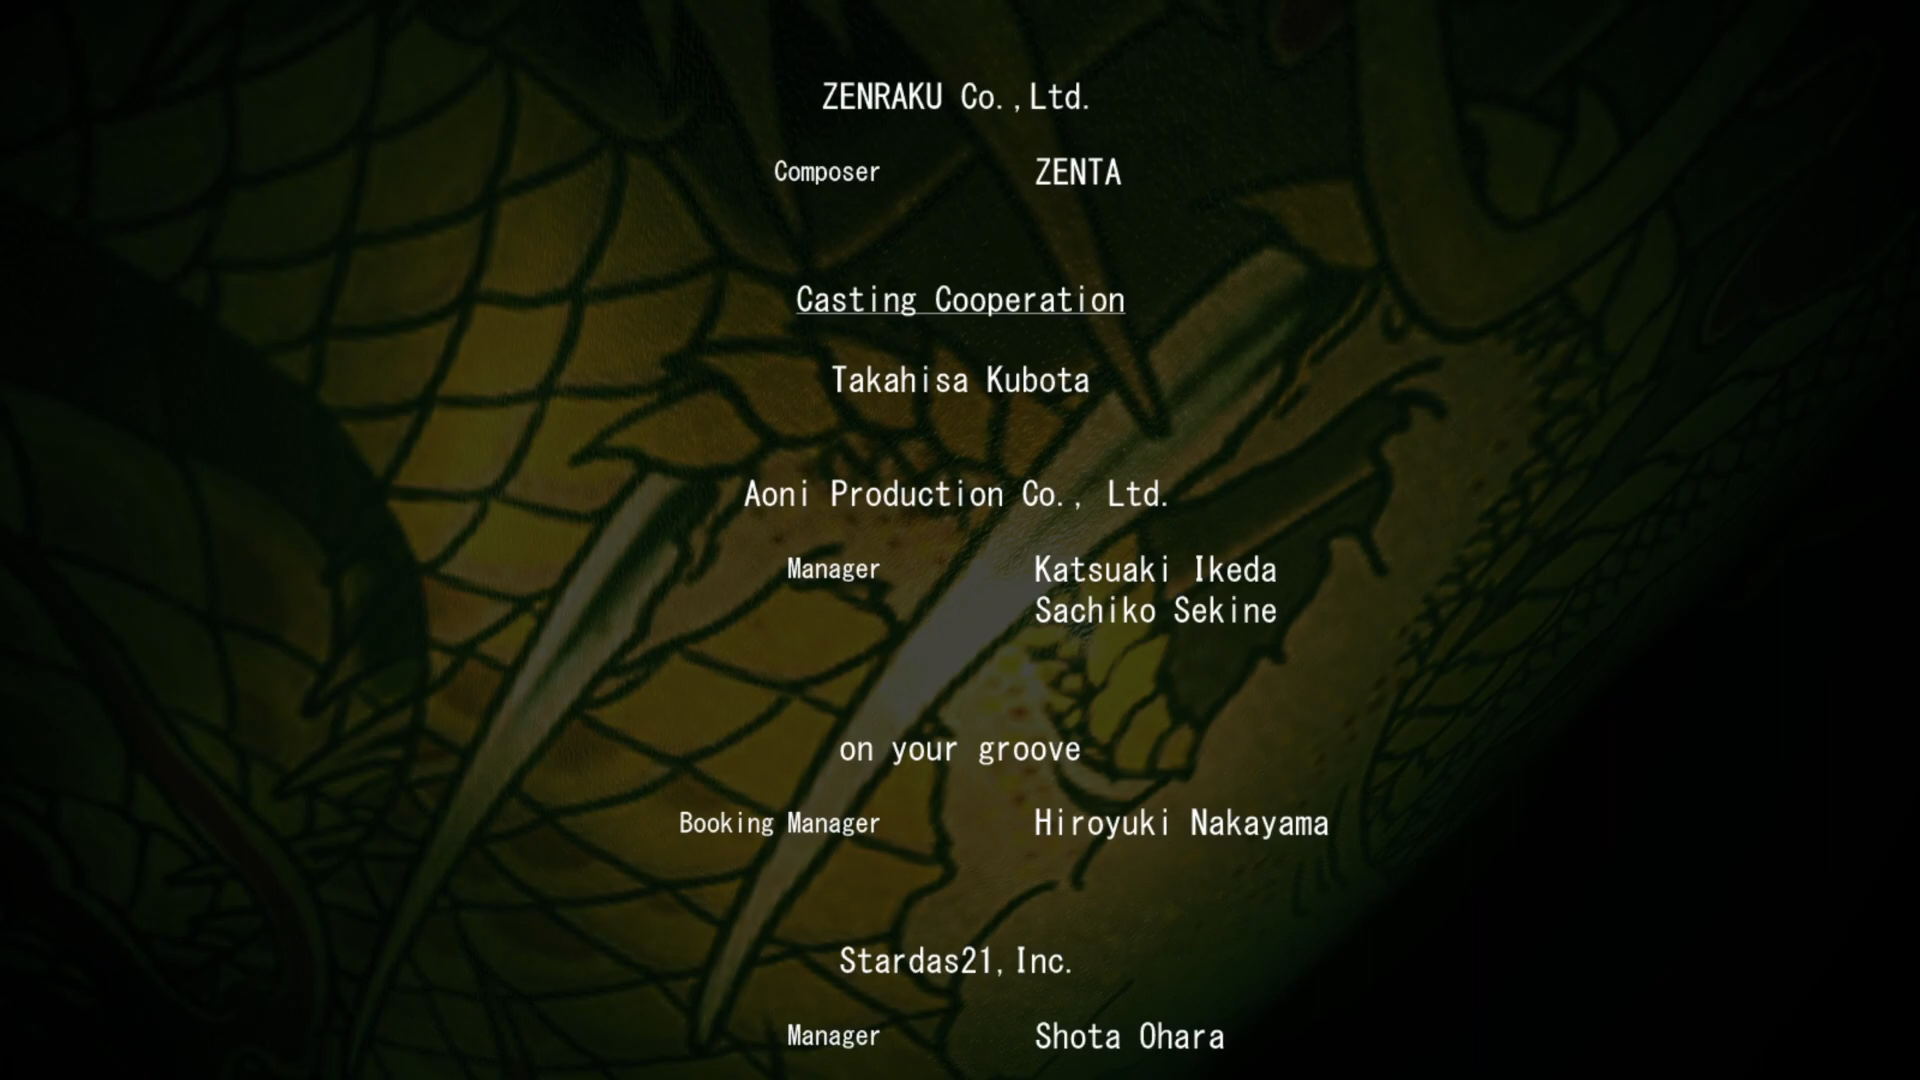 ZENRAKU Co.,Ltd.
Composer ZENTA
Casting Cooperation
Takahisa Kubota
Aoni Production Co., Ltd.
Manager Katsuaki Ikeda
Sachiko Sekine
on your groove
Booking Manager Hiroyuki Nakayama
Stardas21,Inc.
Manager Shota Ohara